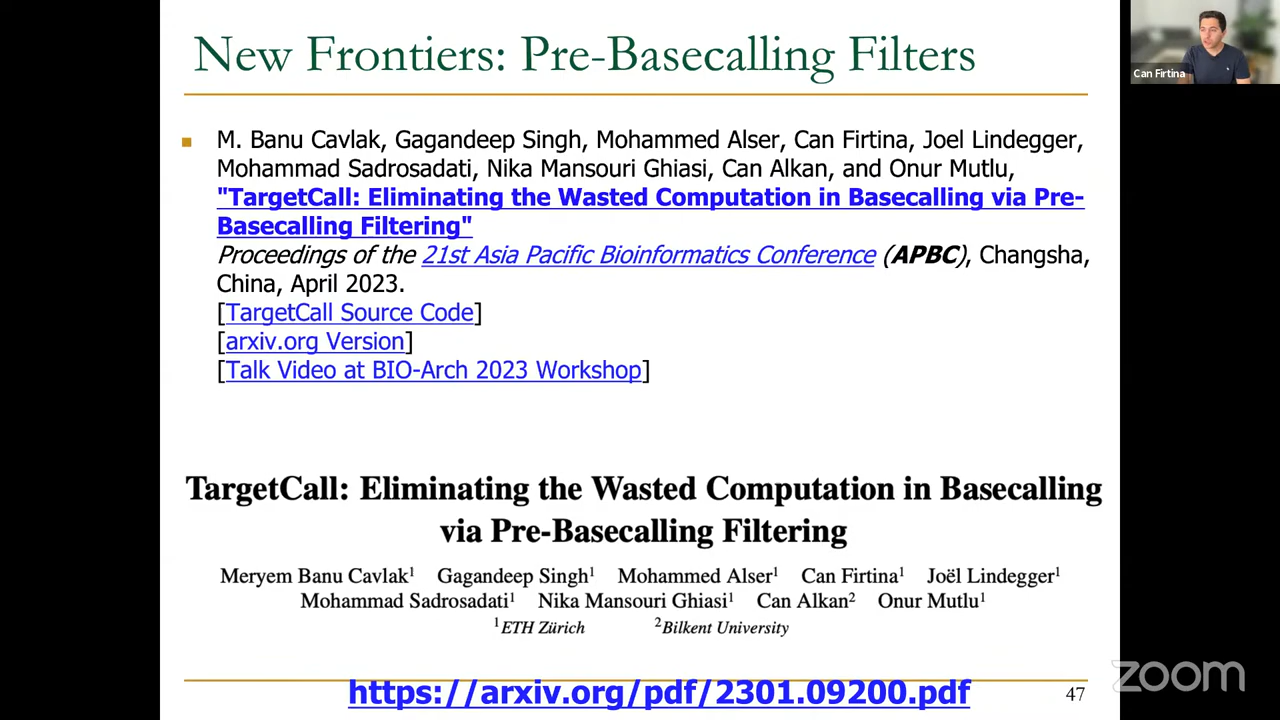 New Frontiers: Pre-Basecalling Filters
Can Firtina
M. Banu Cavlak, Gagandeep Singh, Mohammed Alser, Can Firtina, Joel Lindegger,
Mohammad Sadrosadati, Nika Mansouri Ghiasi, Can Alkan, and Onur Mutlu,
"TargetCall: Eliminating the Wasted Computation in Basecalling via Pre-
Basecalling Filtering"
Proceedings of the 21st Asia Pacific Bioinformatics Conference (APBC), Changsha,
China, April 2023.
[TargetCall Source Code]
[arxiv.org Version]
[Talk Video at BIO-Arch 2023 Workshop]
TargetCall: Eliminating the Wasted Computation in Basecalling
via Pre-Basecalling Filtering
Meryem Banu Cavlak¹ Gagandeep Singh¹ Mohammed Alser¹ Can Firtina¹ Joël Lindegger¹
Mohammad Sadrosadati¹ Nika Mansouri Ghiasi¹ Can Alkan² Onur Mutlu¹
¹ETH Zürich ²Bilkent University
https://arxiv.org/pdf/2301.09200.pdf
47
zoom